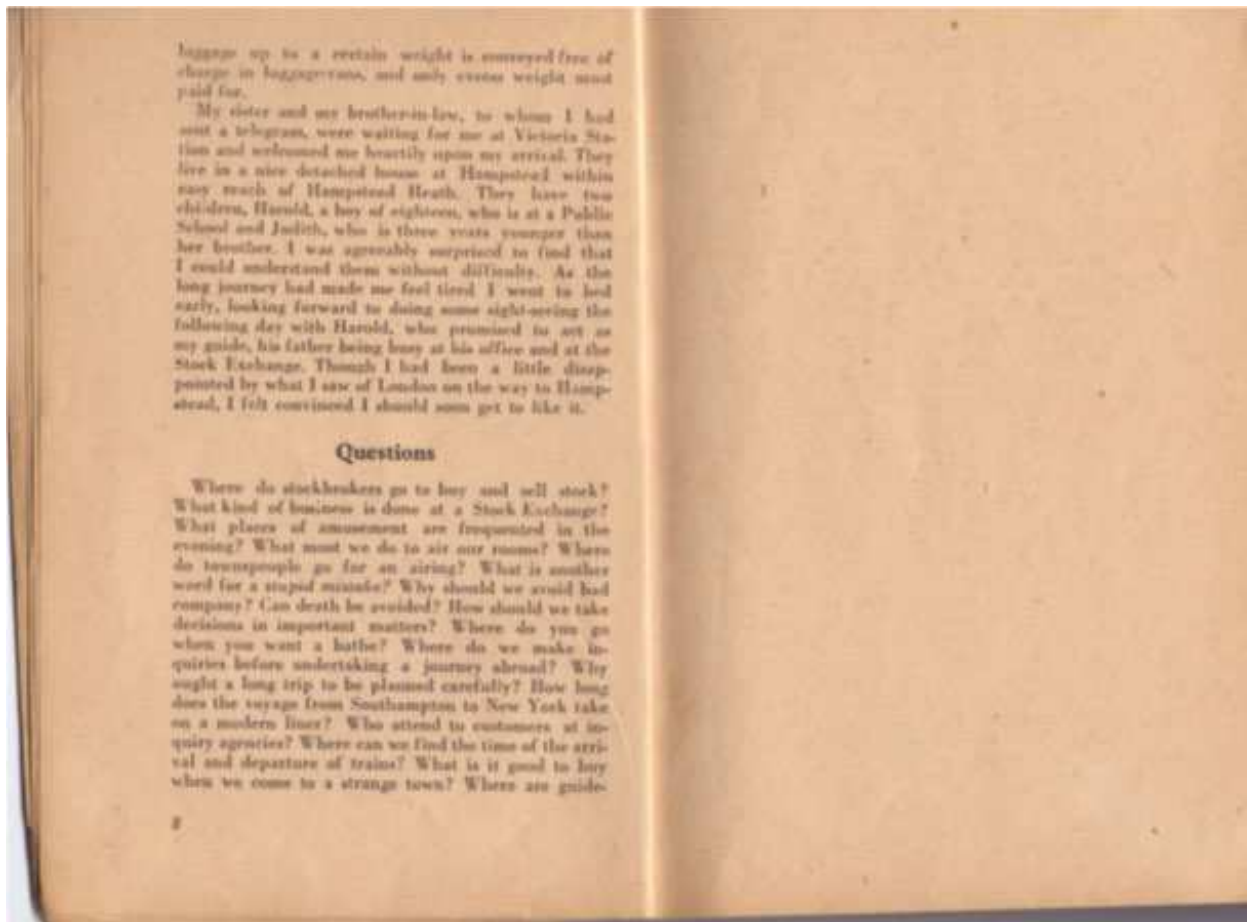 luggage up to a certain weight is conveyed free of
charge in luggage-vans, and only excess weight must
paid for.
My sister and my brother-in-law, to whom I had
sent a telegram, were waiting for me at Victoria Sta-
tion and welcomed me heartily upon my arrival. They
live in a nice detached house at Hampstead within
easy reach of Hampstead Heath. They have two
children, Harold, a boy of eighteen, who is at a Public
School and Judith, who is three years younger than
her brother. I was agreeably surprised to find that
I could understand them without difficulty. As the
long journey had made me feel tired I went to bed
early, looking forward to doing some sight-seeing the
following day with Harold, who promised to act as
my guide, his father being busy at his office and at the
Stock Exchange. Though I had been a little disap-
pointed by what I saw of London on the way to Hamp-
stead, I felt convinced I should soon get to like it.
Questions
Where do stockbrokers go to buy and sell stock?
What kind of business is done at a Stock Exchange?
What places of amusement are frequented in the
evening? What must we do to air our rooms? Where
do townspeople go for an airing? What is another
word for a stupid mistake? Why should we avoid bad
company? Can death be avoided? How should we take
decisions in important matters? Where do you go
when you want a bathe? Where do we make in-
quiries before undertaking a journey abroad? Why
ought a long trip to be planned carefully? How long
does the voyage from Southampton to New York take
on a modern liner? Who attend to customers at in-
quiry agencies? Where can we find the time of the arri-
val and departure of trains? What is it good to buy
when we come to a strange town? Where are guide-